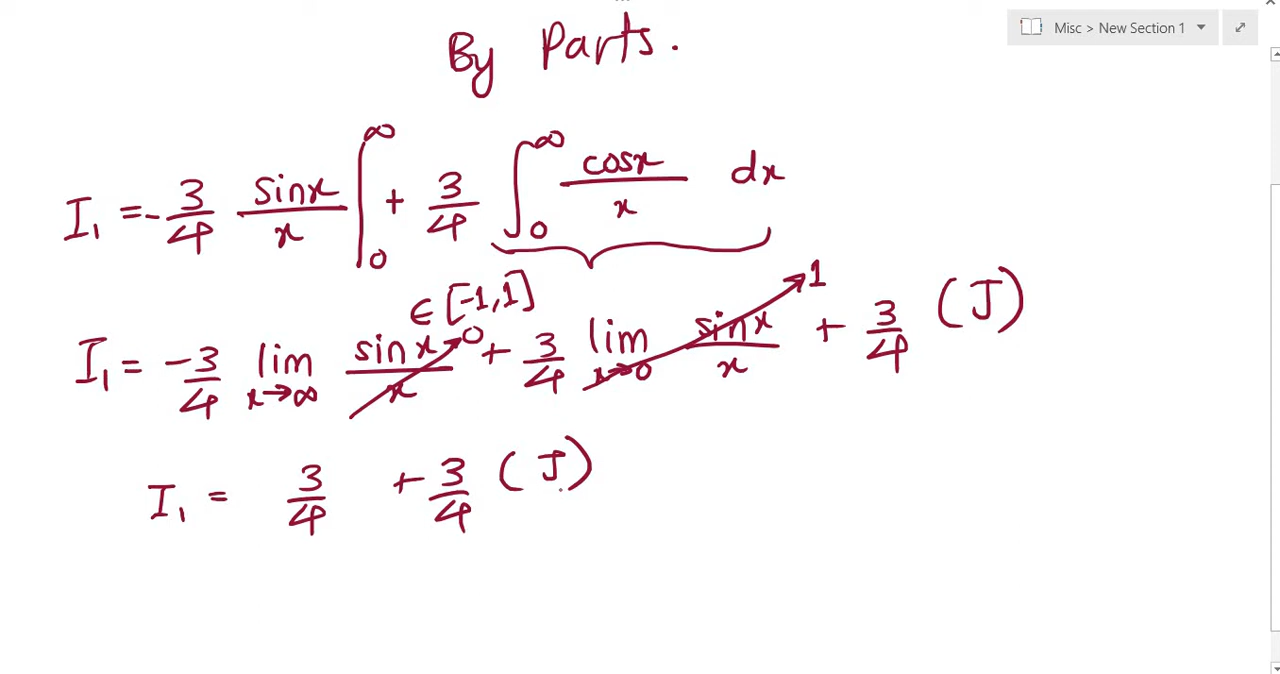 Misc > New Section 1
By Parts.
I₁ = -3/4 sinx/x |₀^∞ + 3/4 ∫₀^∞ cosx/x dx
∈ [-1,1]
I₁ = -3/4 lim x→∞ sinx/x 0 + 3/4 lim x→0 sinx/x 1 + 3/4 (J)
I₁ = 3/4 + 3/4 (J)